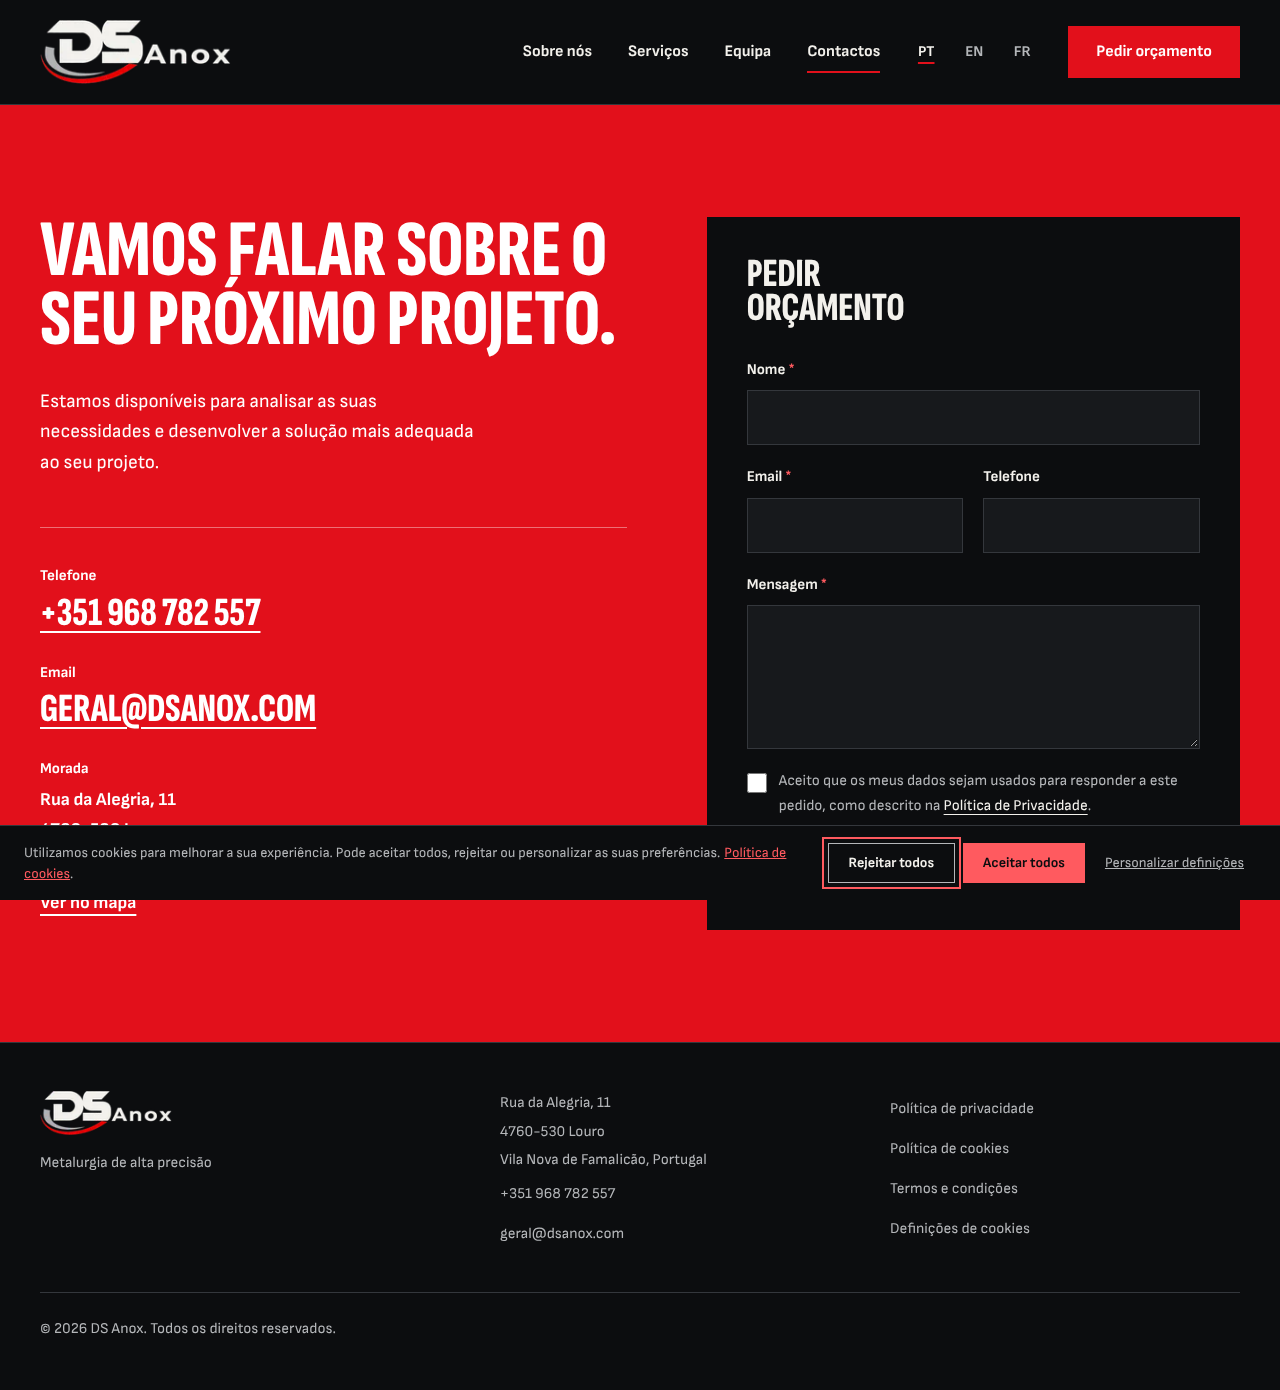 DS Anox
Sobre nós
Serviços
Equipa
Contactos
PT
EN
FR
Pedir orçamento
VAMOS FALAR SOBRE O
SEU PRÓXIMO PROJETO.
Estamos disponíveis para analisar as suas
necessidades e desenvolver a solução mais adequada
ao seu projeto.
Telefone
+351 968 782 557
Email
GERAL@DSANOX.COM
Morada
Rua da Alegria, 11
Ver no mapa
PEDIR
ORÇAMENTO
Nome *
Email *
Telefone
Mensagem *
Aceito que os meus dados sejam usados para responder a este
pedido, como descrito na Política de Privacidade.
Utilizamos cookies para melhorar a sua experiência. Pode aceitar todos, rejeitar ou personalizar as suas preferências. Política de
cookies.
Rejeitar todos
Aceitar todos
Personalizar definições
DS Anox
Metalurgia de alta precisão
Rua da Alegria, 11
4760-530 Louro
Vila Nova de Famalicão, Portugal
+351 968 782 557
geral@dsanox.com
Política de privacidade
Política de cookies
Termos e condições
Definições de cookies
© 2026 DS Anox. Todos os direitos reservados.